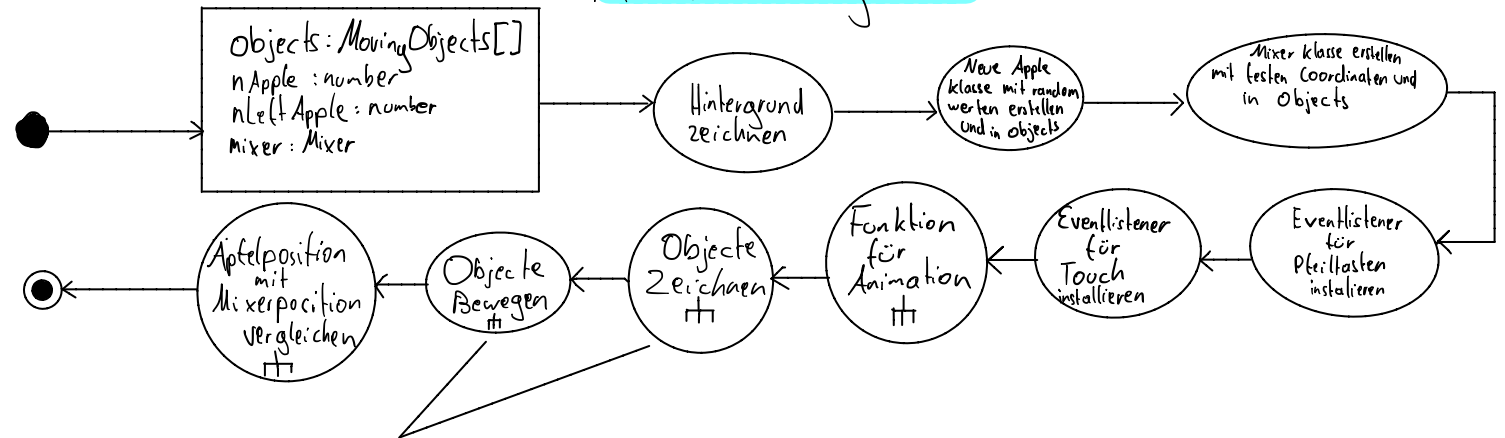 Objects: MovingObjects[]
nApple : number
nLeftApple : number
mixer : Mixer
Hintergrund
zeichnen
Neue Apple
klasse mit random
werten erstellen
und in Objects
Mixer klasse erstellen
mit festen Coordinaten und
in Objects
Eventlistener
für
Pfeiltasten
instalieren
Eventlistener
für
Touch
installieren
Funktion
für
Animation
Objecte
Zeichnen
Objecte
Bewegen
Apfelposition
mit
Mixerposition
vergleichen